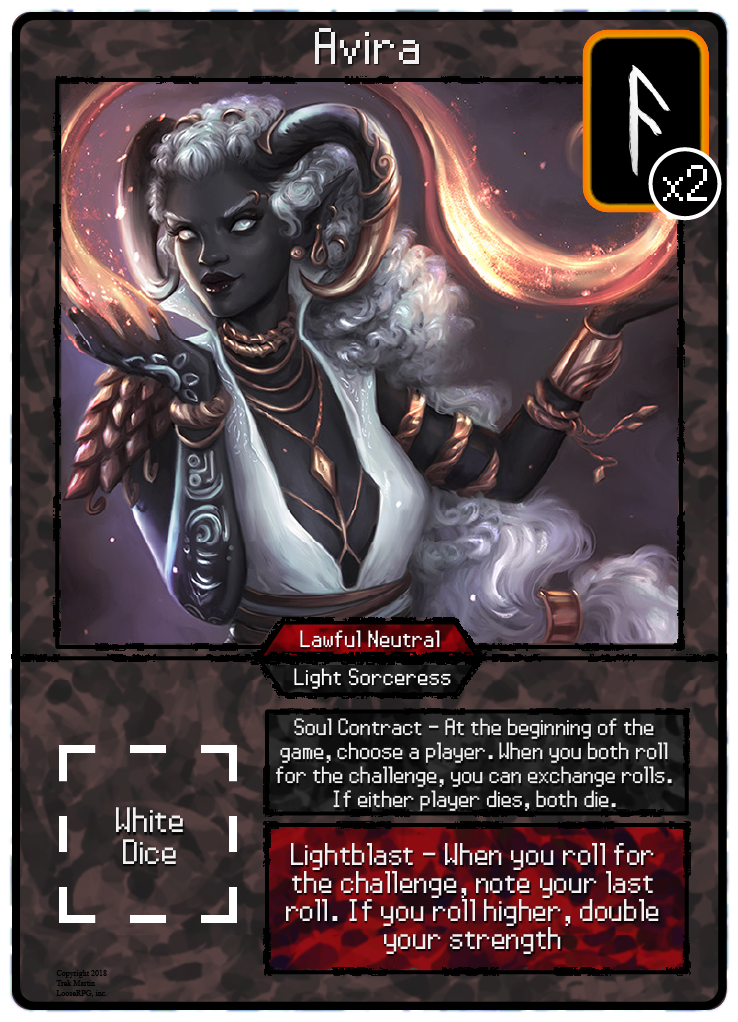 Avira
ᚨ
x2
Lawful Neutral
Light Sorceress
Soul Contract - At the beginning of the
game, choose a player. When you both roll
for the challenge, you can exchange rolls.
If either player dies, both die.
White
Dice
Lightblast - When you roll for
the challenge, note your last
roll. If you roll higher, double
your strength
Copyright 2018
Trek Martin
LooseRPG, inc.